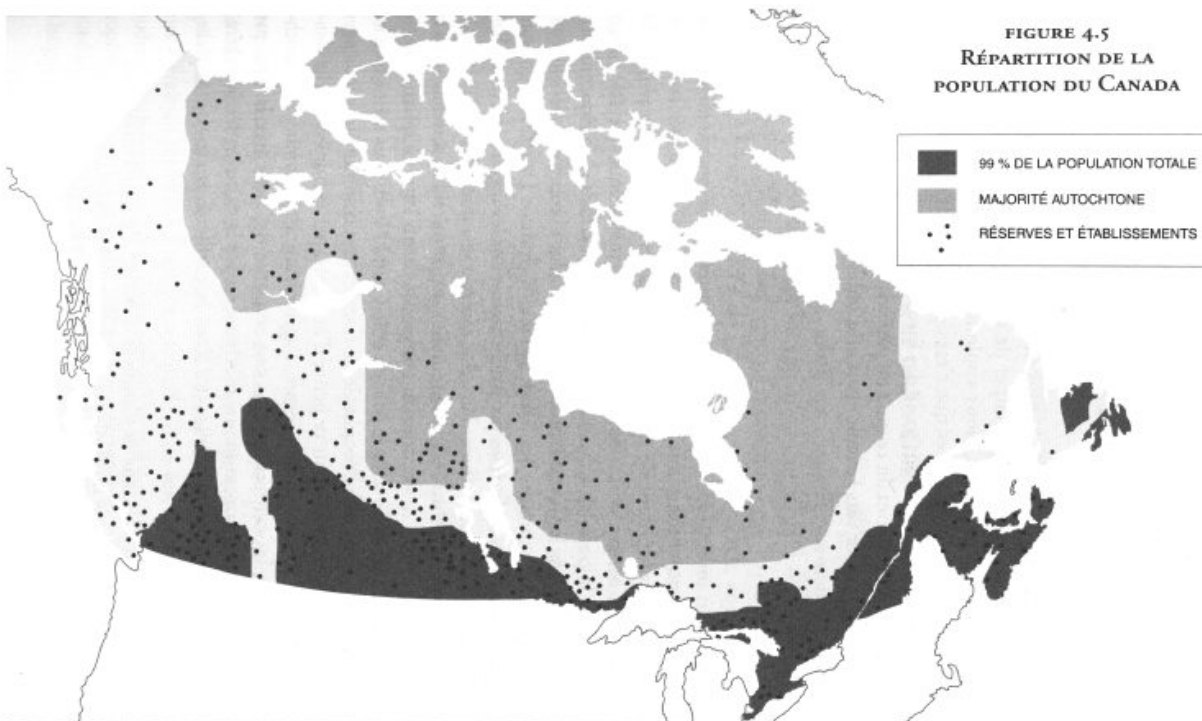 FIGURE 4.5
RÉPARTITION DE LA
POPULATION DU CANADA
99 % DE LA POPULATION TOTALE
MAJORITÉ AUTOCHTONE
RÉSERVES ET ÉTABLISSEMENTS